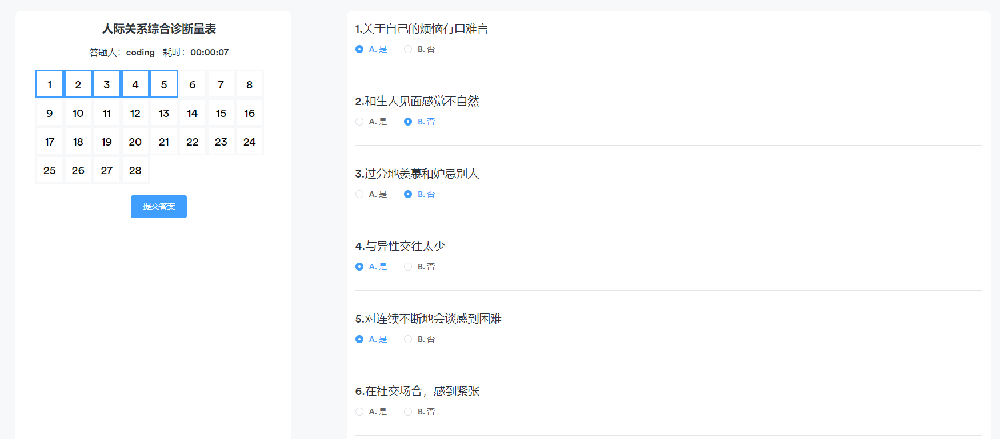 人际关系综合诊断量表
答题人：coding 耗时：00:00:07
1 2 3 4 5 6 7 8
9 10 11 12 13 14 15 16
17 18 19 20 21 22 23 24
25 26 27 28
提交答案
1.关于自己的烦恼有口难言
A. 是 B. 否
2.和生人见面感觉不自然
A. 是 B. 否
3.过分地羡慕和妒忌别人
A. 是 B. 否
4.与异性交往太少
A. 是 B. 否
5.对连续不断地会谈感到困难
A. 是 B. 否
6.在社交场合，感到紧张
A. 是 B. 否